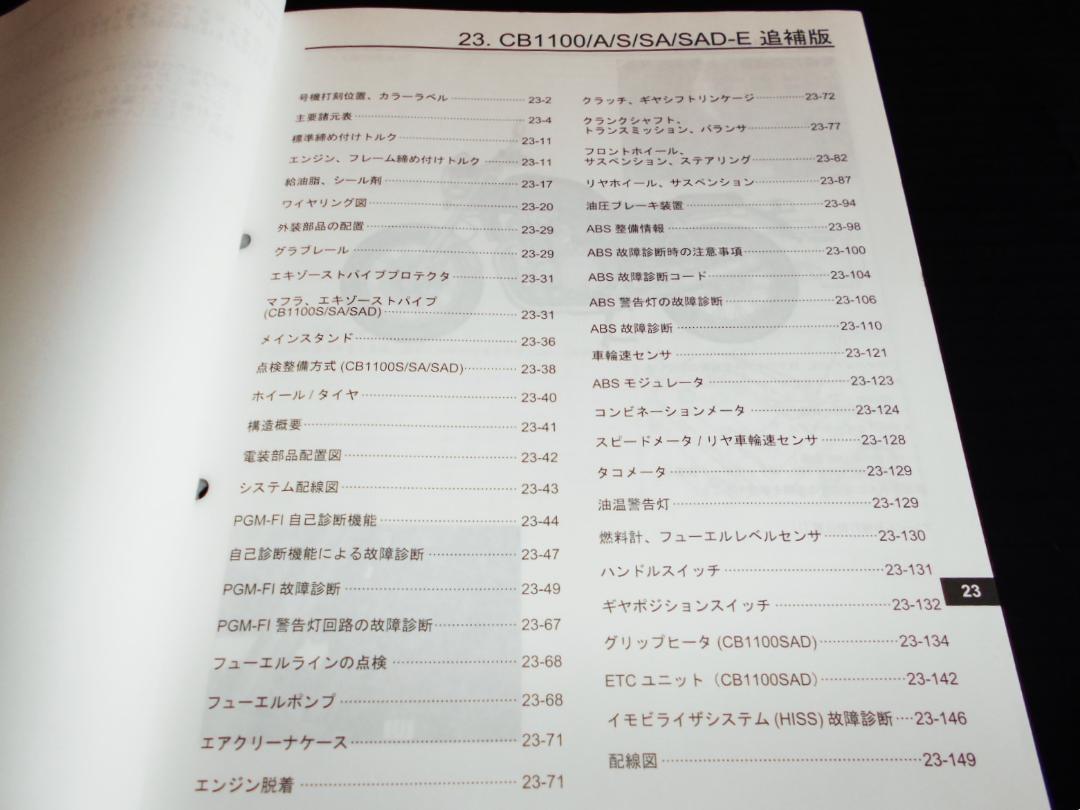 23. CB1100/A/S/SA/SAD-E 追補版
号機打刻位置、カラーラベル 23-2
主要諸元表 23-4
標準締め付けトルク 23-11
エンジン、フレーム締め付けトルク 23-11
給油脂、シール剤 23-17
ワイヤリング図 23-20
外装部品の配置 23-29
グラブレール 23-29
エキゾーストパイププロテクタ 23-31
マフラ、エキゾーストパイプ
(CB1100S/SA/SAD) 23-31
メインスタンド 23-36
点検整備方式 (CB1100S/SA/SAD) 23-38
ホイール / タイヤ 23-40
構造概要 23-41
電装部品配置図 23-42
システム配線図 23-43
PGM-FI 自己診断機能 23-44
自己診断機能による故障診断 23-47
PGM-FI 故障診断 23-49
PGM-FI 警告灯回路の故障診断 23-67
フューエルラインの点検 23-68
フューエルポンプ 23-68
エアクリーナケース 23-71
エンジン脱着 23-71
クラッチ、ギヤシフトリンケージ 23-72
クランクシャフト、
トランスミッション、バランサ 23-77
フロントホイール、
サスペンション、ステアリング 23-82
リヤホイール、サスペンション 23-87
油圧ブレーキ装置 23-94
ABS 整備情報 23-98
ABS 故障診断時の注意事項 23-100
ABS 故障診断コード 23-104
ABS 警告灯の故障診断 23-106
ABS 故障診断 23-110
車輪速センサ 23-121
ABS モジュレータ 23-123
コンビネーションメータ 23-124
スピードメータ / リヤ車輪速センサ 23-128
タコメータ 23-129
油温警告灯 23-129
燃料計、フューエルレベルセンサ 23-130
ハンドルスイッチ 23-131
ギヤポジションスイッチ 23-132
グリップヒータ (CB1100SAD) 23-134
ETC ユニット（CB1100SAD） 23-142
イモビライザシステム (HISS) 故障診断 23-146
配線図 23-149
23